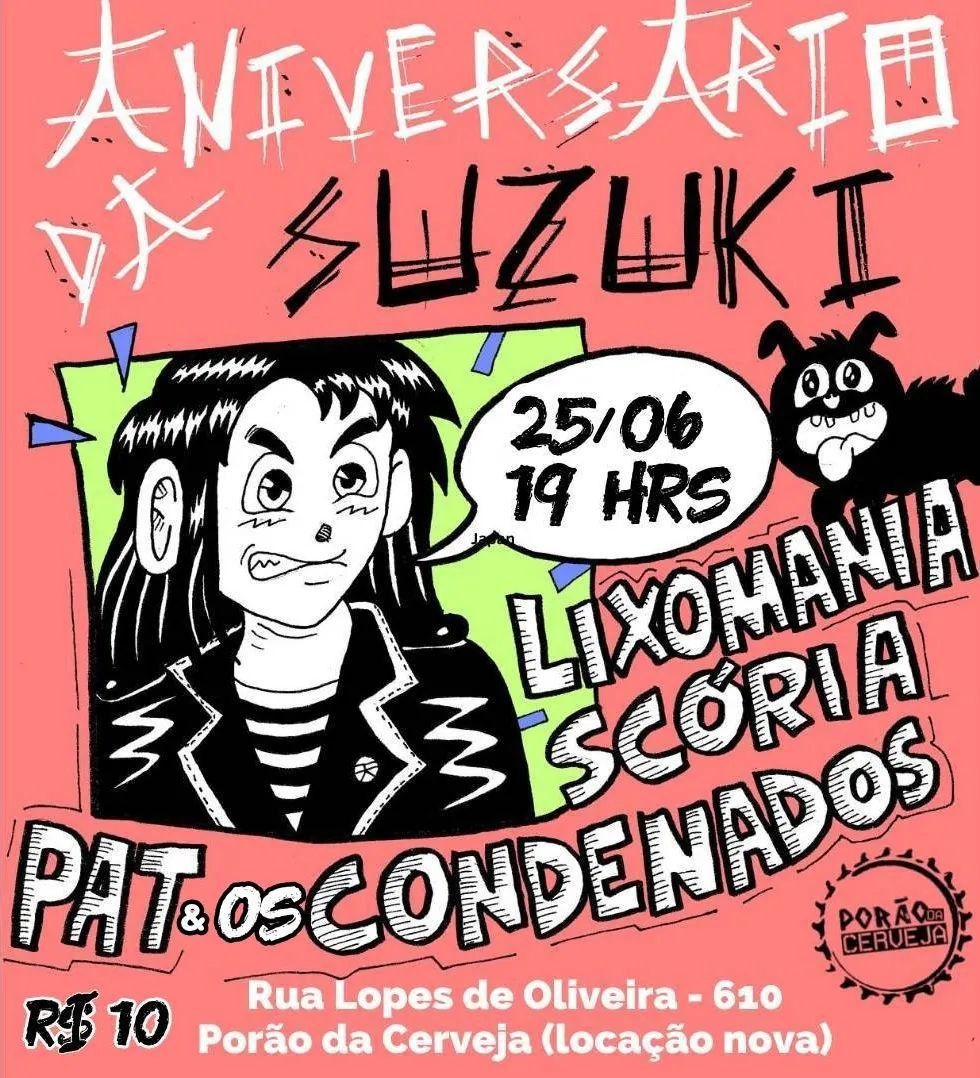 ANIVERSÁRIO
DA SUZUKI
25/06
19 HRS
Japan
LIXOMANIA
SCÓRIA
PAT & OS CONDENADOS
PORÃO DA
CERVEJA
R$ 10
Rua Lopes de Oliveira - 610
Porão da Cerveja (locação nova)